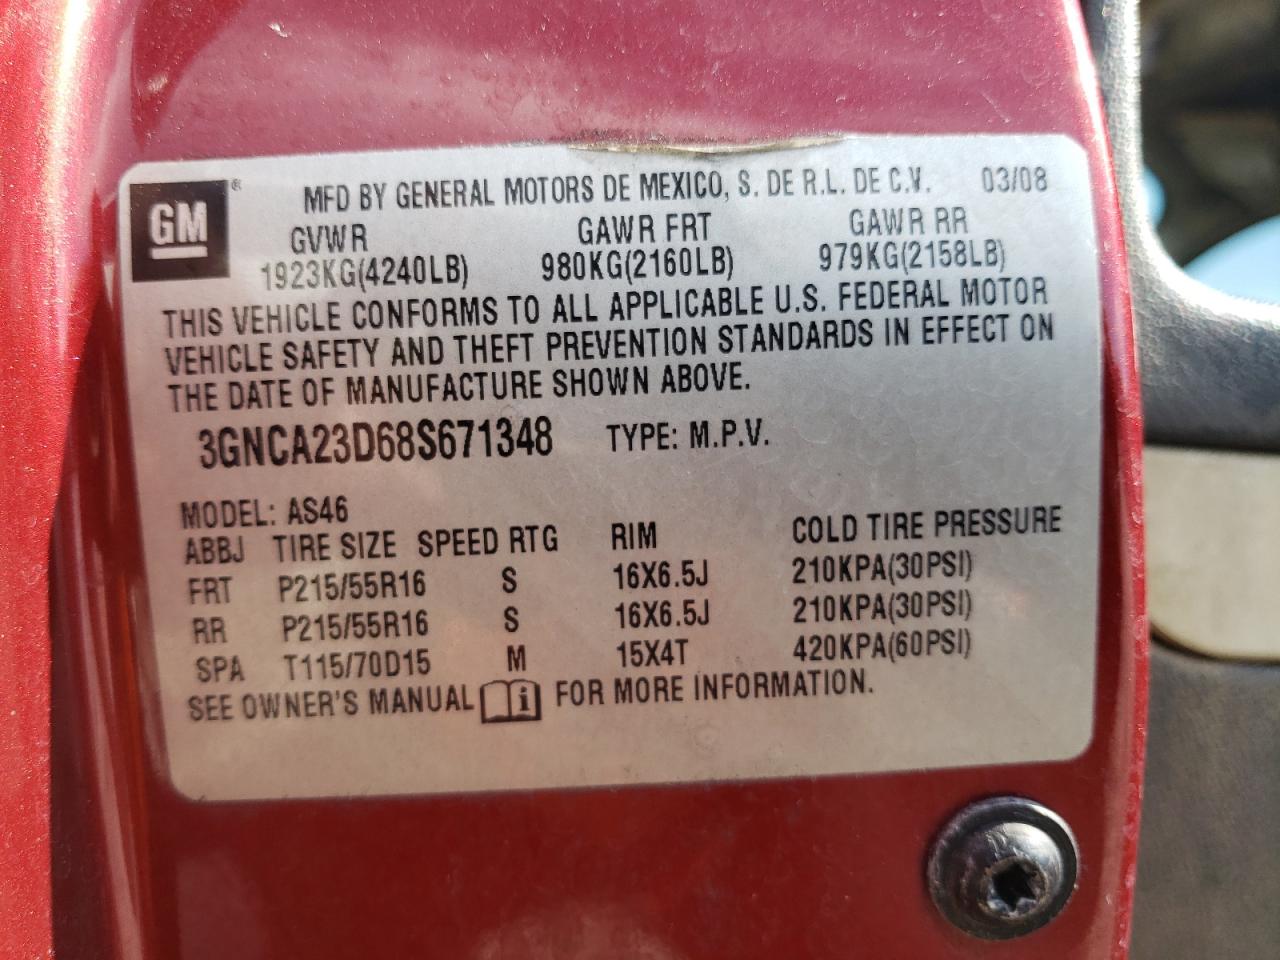 GM ® MFD BY GENERAL MOTORS DE MEXICO, S. DE R.L. DE C.V. 03/08
GVWR GAWR FRT GAWR RR
1923KG(4240LB) 980KG(2160LB) 979KG(2158LB)
THIS VEHICLE CONFORMS TO ALL APPLICABLE U.S. FEDERAL MOTOR
VEHICLE SAFETY AND THEFT PREVENTION STANDARDS IN EFFECT ON
THE DATE OF MANUFACTURE SHOWN ABOVE.
3GNCA23D68S671348 TYPE: M.P.V.
MODEL: AS46
ABBJ TIRE SIZE SPEED RTG RIM COLD TIRE PRESSURE
FRT P215/55R16 S 16X6.5J 210KPA(30PSI)
RR P215/55R16 S 16X6.5J 210KPA(30PSI)
SPA T115/70D15 M 15X4T 420KPA(60PSI)
SEE OWNER'S MANUAL i FOR MORE INFORMATION.